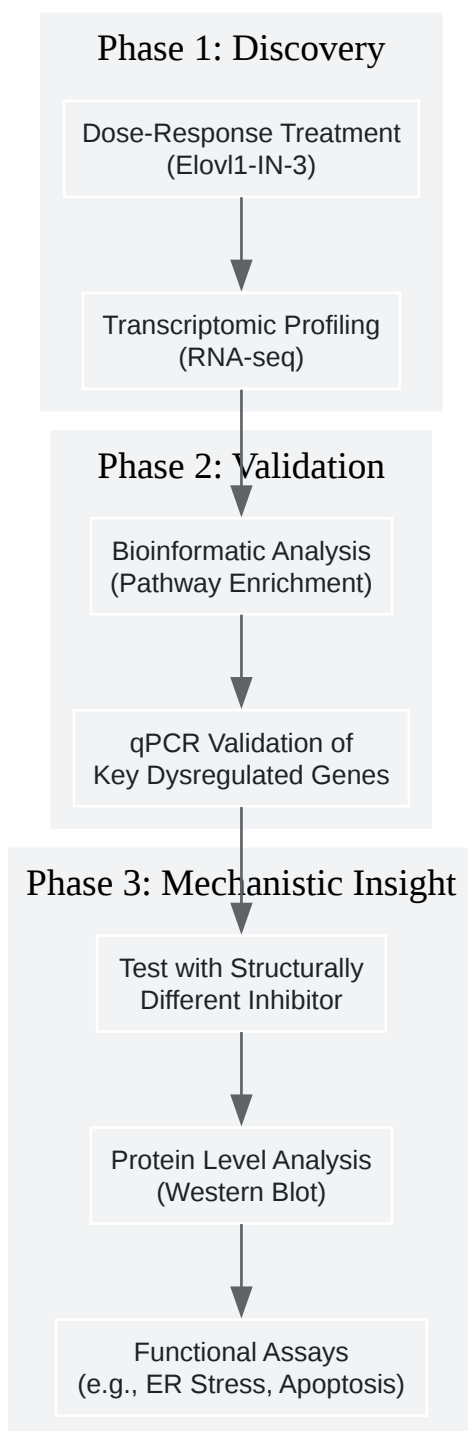 Phase 1: Discovery
Dose-Response Treatment
(Elovl1-IN-3)
Transcriptomic Profiling
(RNA-seq)
Phase 2: Validation
Bioinformatic Analysis
(Pathway Enrichment)
qPCR Validation of
Key Dysregulated Genes
Phase 3: Mechanistic Insight
Test with Structurally
Different Inhibitor
Protein Level Analysis
(Western Blot)
Functional Assays
(e.g., ER Stress, Apoptosis)